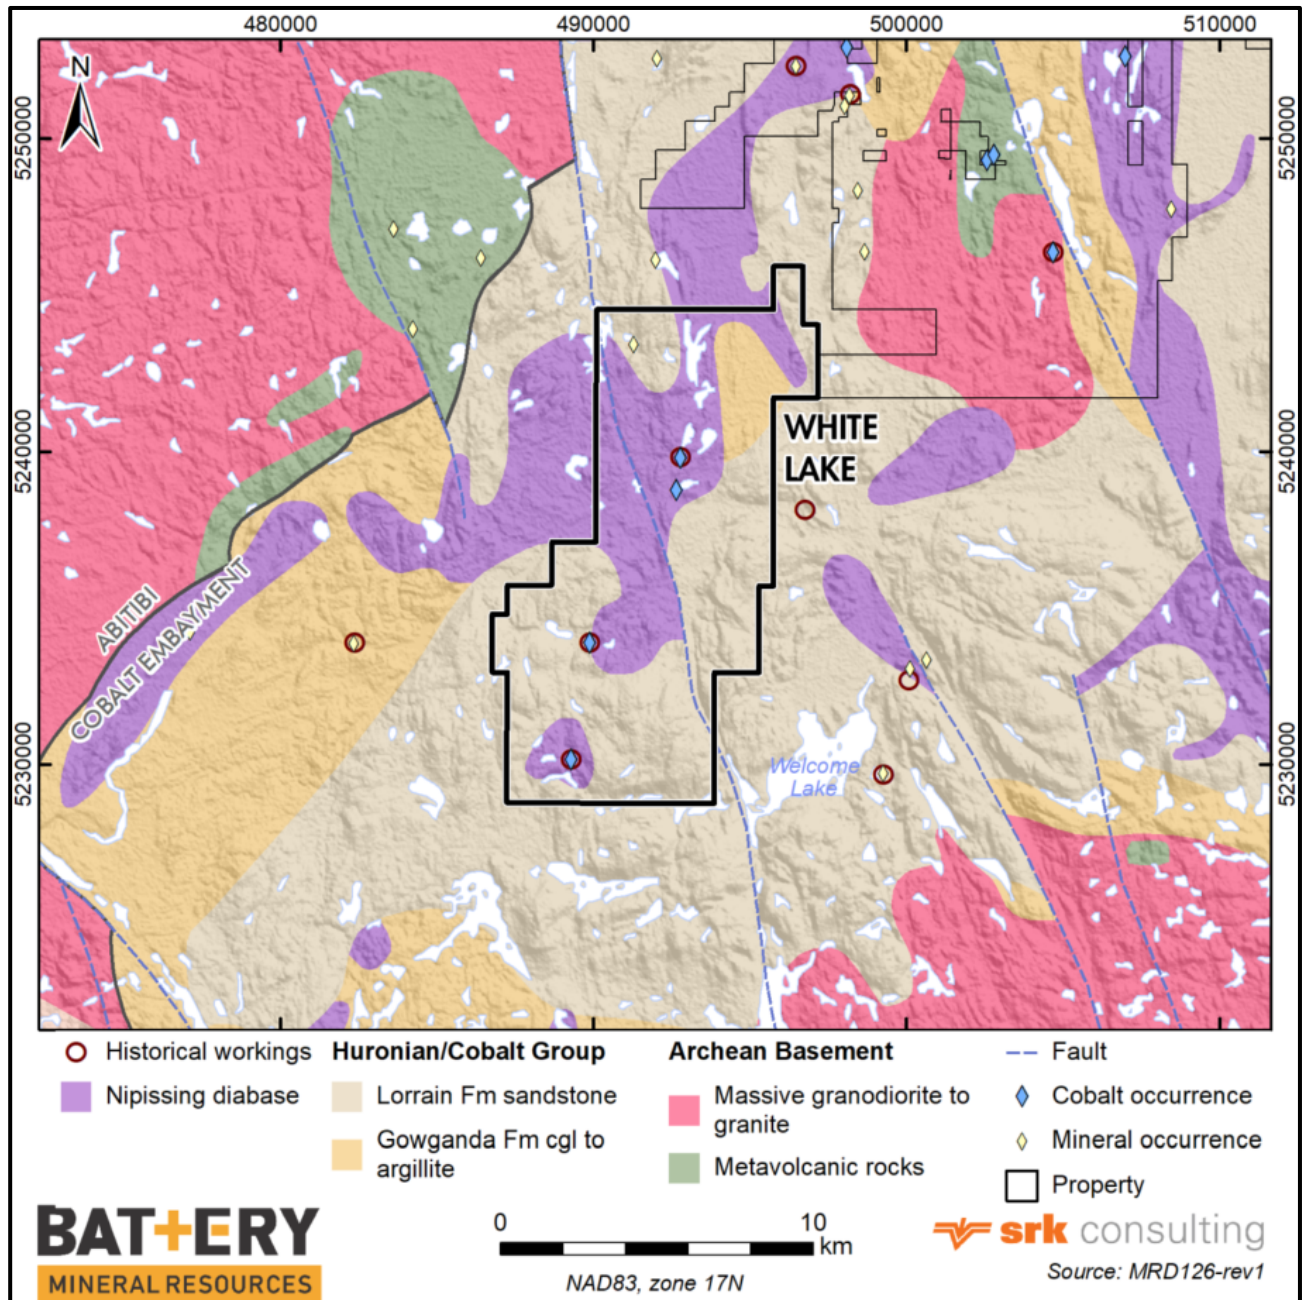 480000
490000
500000
510000
N
5250000
5250000
WHITE
LAKE
5240000
5240000
ABITIBI
COBALT EMBAYMENT
Welcome
Lake
5230000
5230000
Historical workings
Huronian/Cobalt Group
Archean Basement
Fault
Nipissing diabase
Lorrain Fm sandstone
Massive granodiorite to
granite
Cobalt occurrence
Gowganda Fm cgl to
argillite
Metavolcanic rocks
Mineral occurrence
Property
BATTERY
MINERAL RESOURCES
0
10
km
NAD83, zone 17N
srk consulting
Source: MRD126-rev1